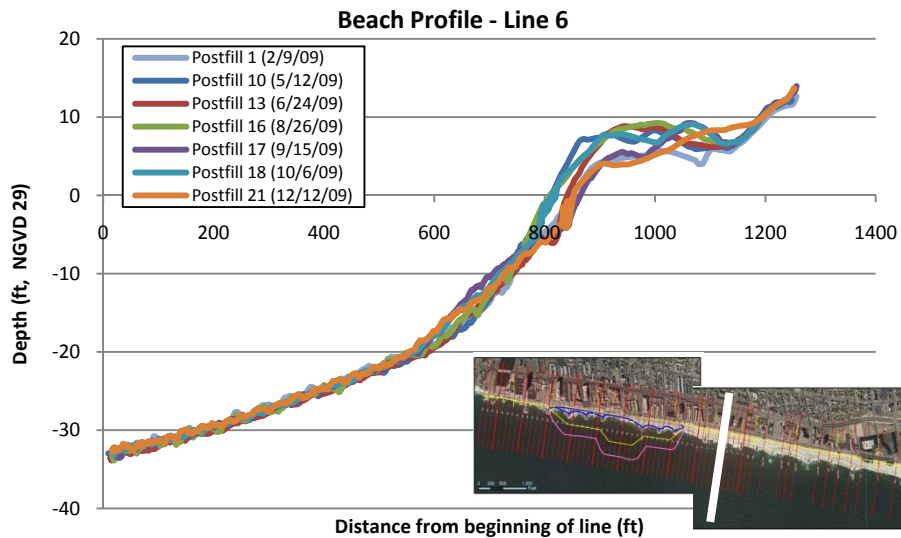 Beach Profile - Line 6
20
10
0
-10
-20
-30
-40
Depth (ft, NGVD 29)
Postfill 1 (2/9/09)
Postfill 10 (5/12/09)
Postfill 13 (6/24/09)
Postfill 16 (8/26/09)
Postfill 17 (9/15/09)
Postfill 18 (10/6/09)
Postfill 21 (12/12/09)
0 200 400 600 800 1000 1200 1400
Distance from beginning of line (ft)